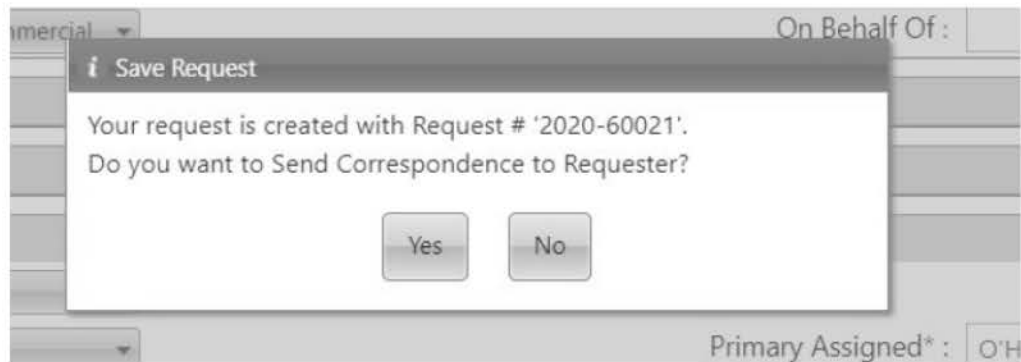 On Behalf Of :
i Save Request
Your request is created with Request # '2020-60021'.
Do you want to Send Correspondence to Requester?
Yes No
Primary Assigned* :